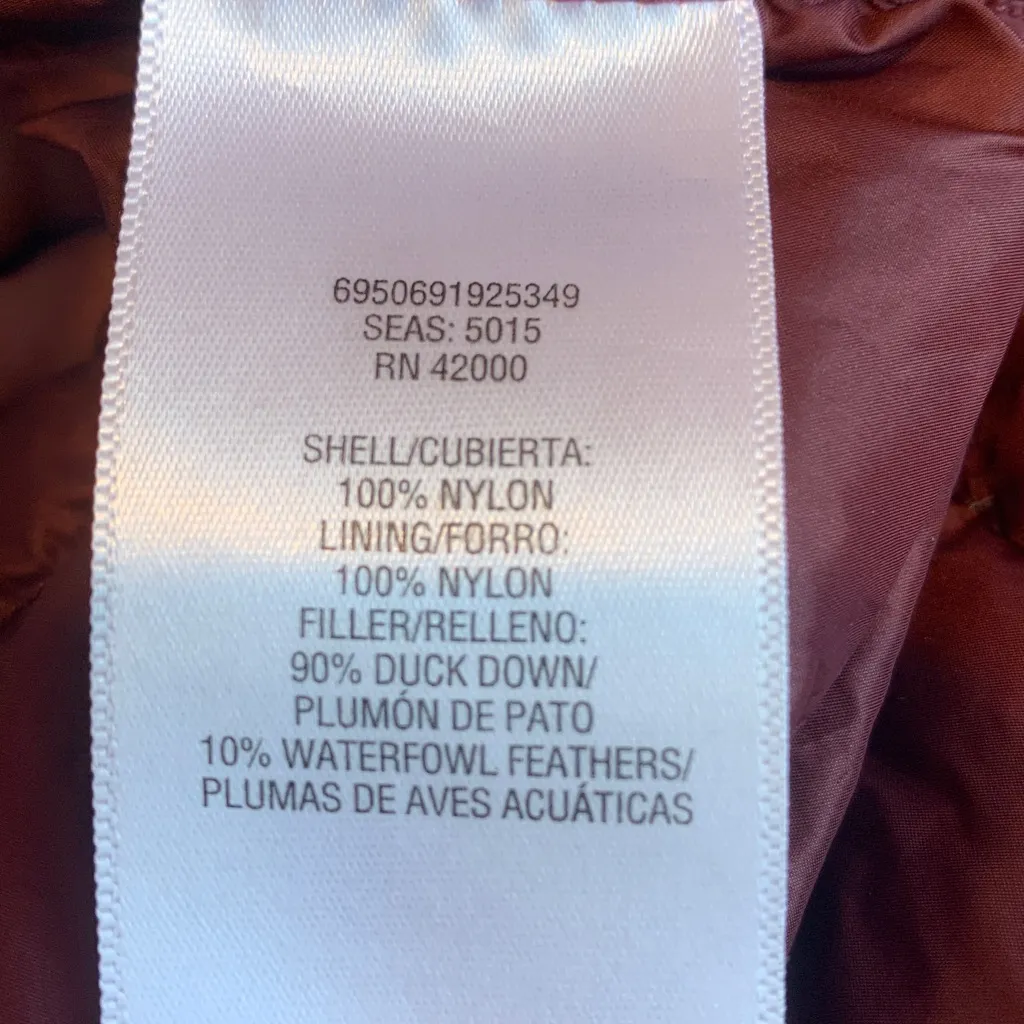 6950691925349
SEAS: 5015
RN 42000
SHELL/CUBIERTA:
100% NYLON
LINING/FORRO:
100% NYLON
FILLER/RELLENO:
90% DUCK DOWN/
PLUMÓN DE PATO
10% WATERFOWL FEATHERS/
PLUMAS DE AVES ACUÁTICAS